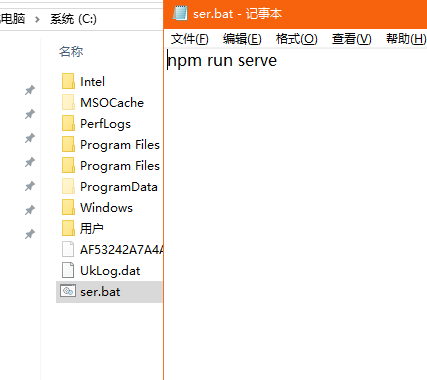 电脑 > 系统 (C:)
名称
Intel
MSOCache
PerfLogs
Program Files
Program Files
ProgramData
Windows
用户
AF53242A7A4A
UkLog.dat
ser.bat
ser.bat - 记事本
文件(F) 编辑(E) 格式(O) 查看(V) 帮助(H)
npm run serve